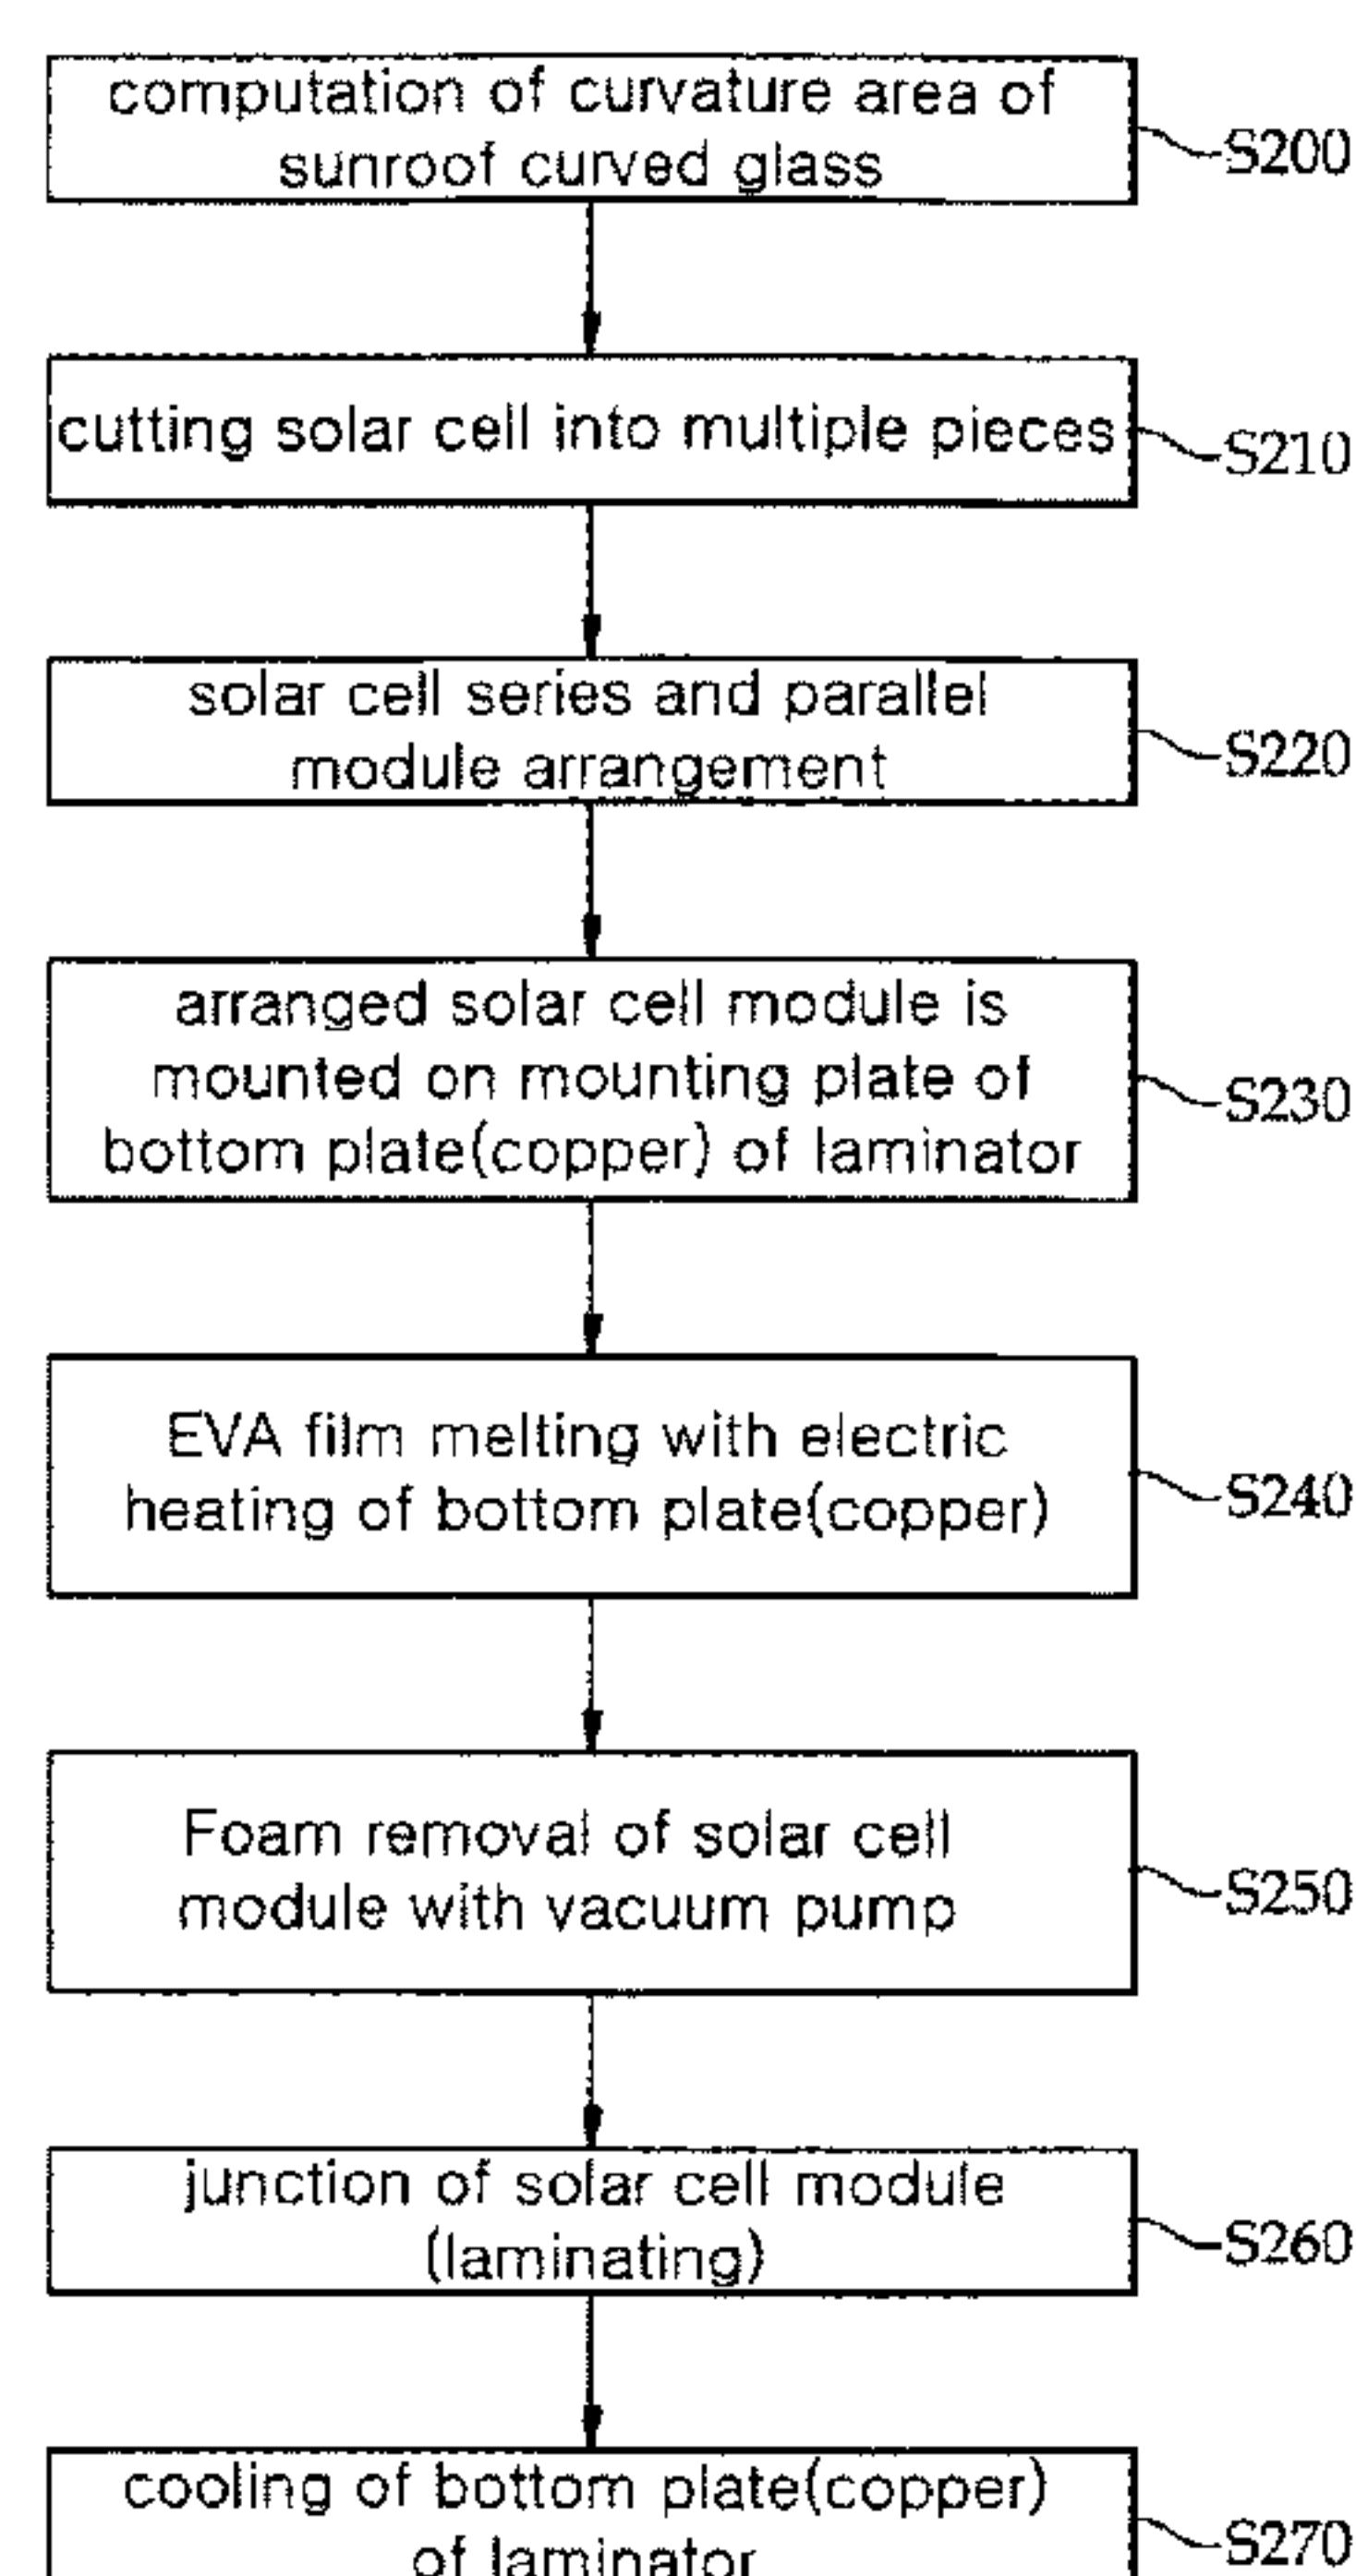 computation of curvature area of
sunroof curved glass
S200
cutting solar cell into multiple pieces
S210
solar cell series and parallel
module arrangement
S220
arranged solar cell module is
mounted on mounting plate of
bottom plate(copper) of laminator
S230
EVA film melting with electric
heating of bottom plate(copper)
S240
Foam removal of solar cell
module with vacuum pump
S250
junction of solar cell module
(laminating)
S260
cooling of bottom plate(copper)
of laminator
S270